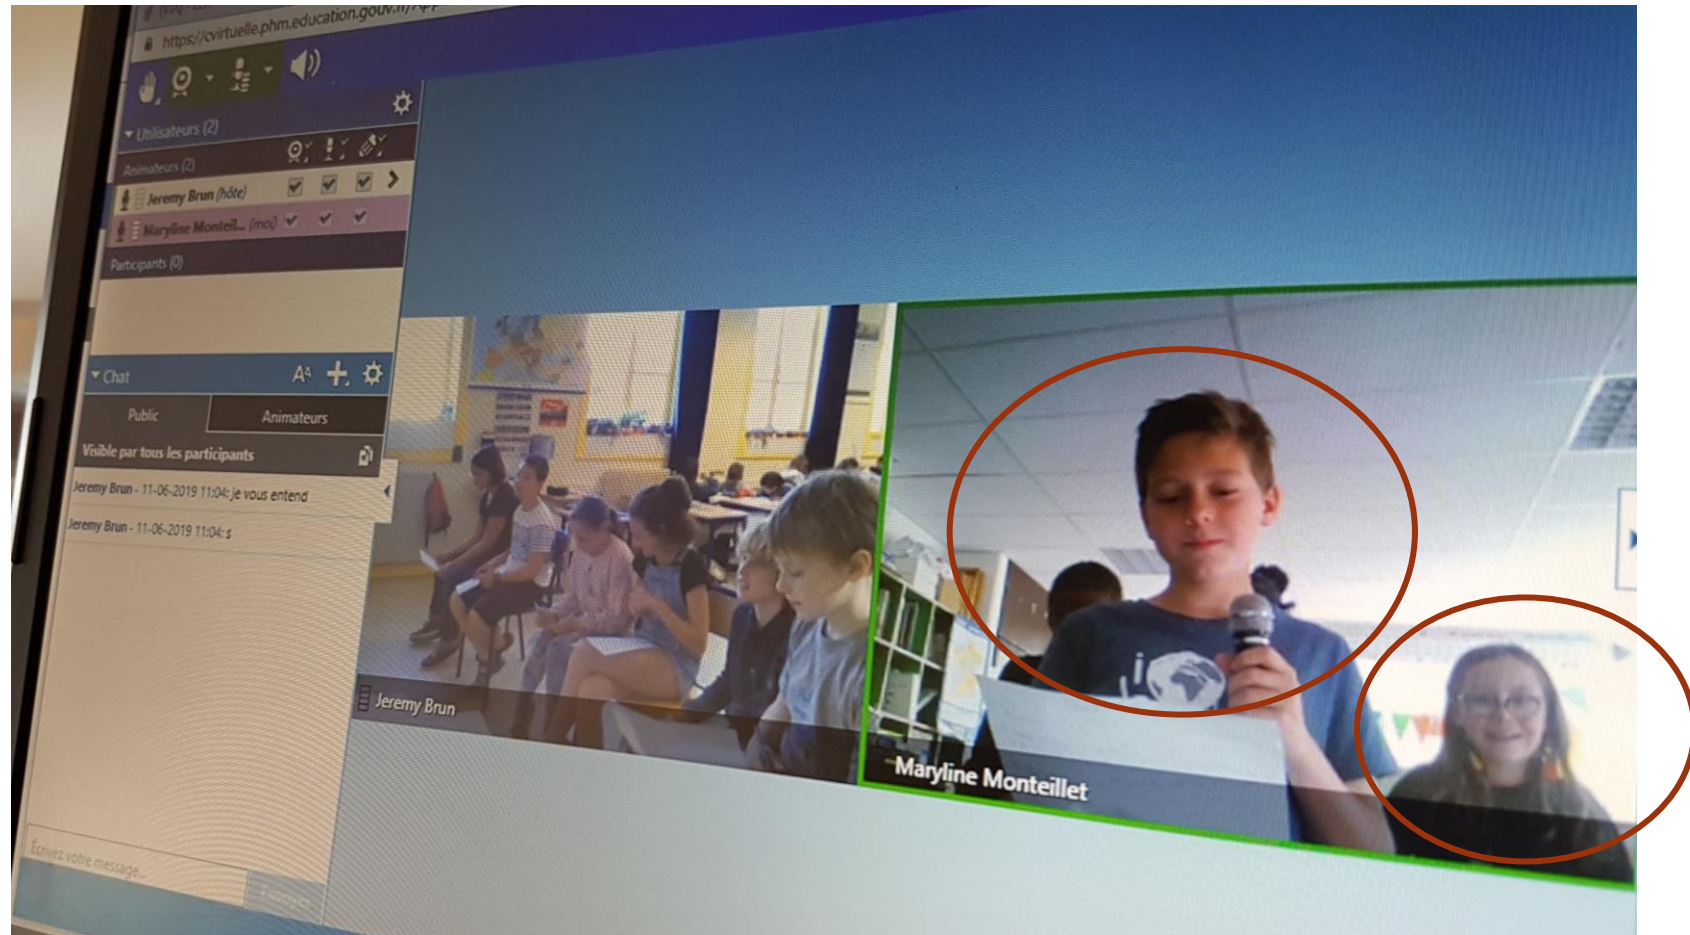 https://cvirtuelle.phm.education.gouv.fr/App
Utilisateurs (2)
Animateurs (2)
Jeremy Brun (hôte)
Maryline Monteil... (moi)
Participants (0)
Chat
AA
Public Animateurs
Visible par tous les participants
Jeremy Brun - 11-06-2019 11:04: je vous entend
Jeremy Brun - 11-06-2019 11:04: s
Écrivez votre message...
Jeremy Brun
Maryline Monteillet